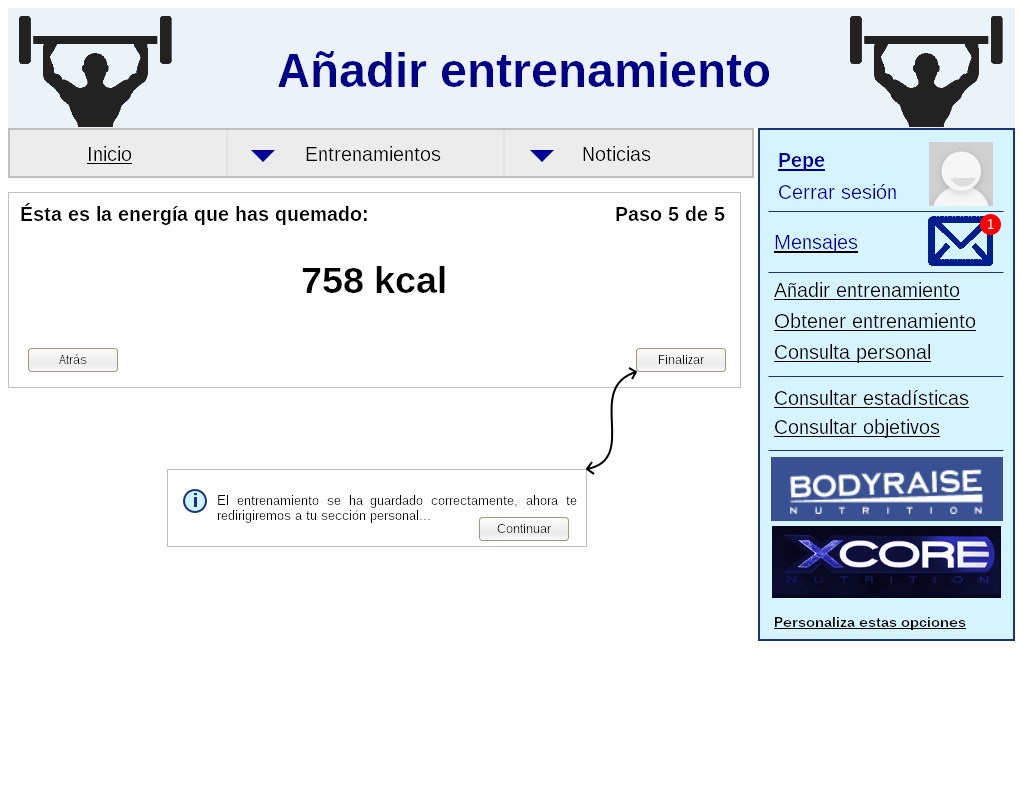 Añadir entrenamiento
Inicio
Entrenamientos
Noticias
Pepe
Cerrar sesión
Mensajes
1
Añadir entrenamiento
Obtener entrenamiento
Consulta personal
Consultar estadísticas
Consultar objetivos
BODYRAISE
NUTRITION
XCORE
NUTRITION
Personaliza estas opciones
Ésta es la energía que has quemado:
Paso 5 de 5
758 kcal
Atrás
Finalizar
i
El entrenamiento se ha guardado correctamente, ahora te
redirigiremos a tu sección personal...
Continuar